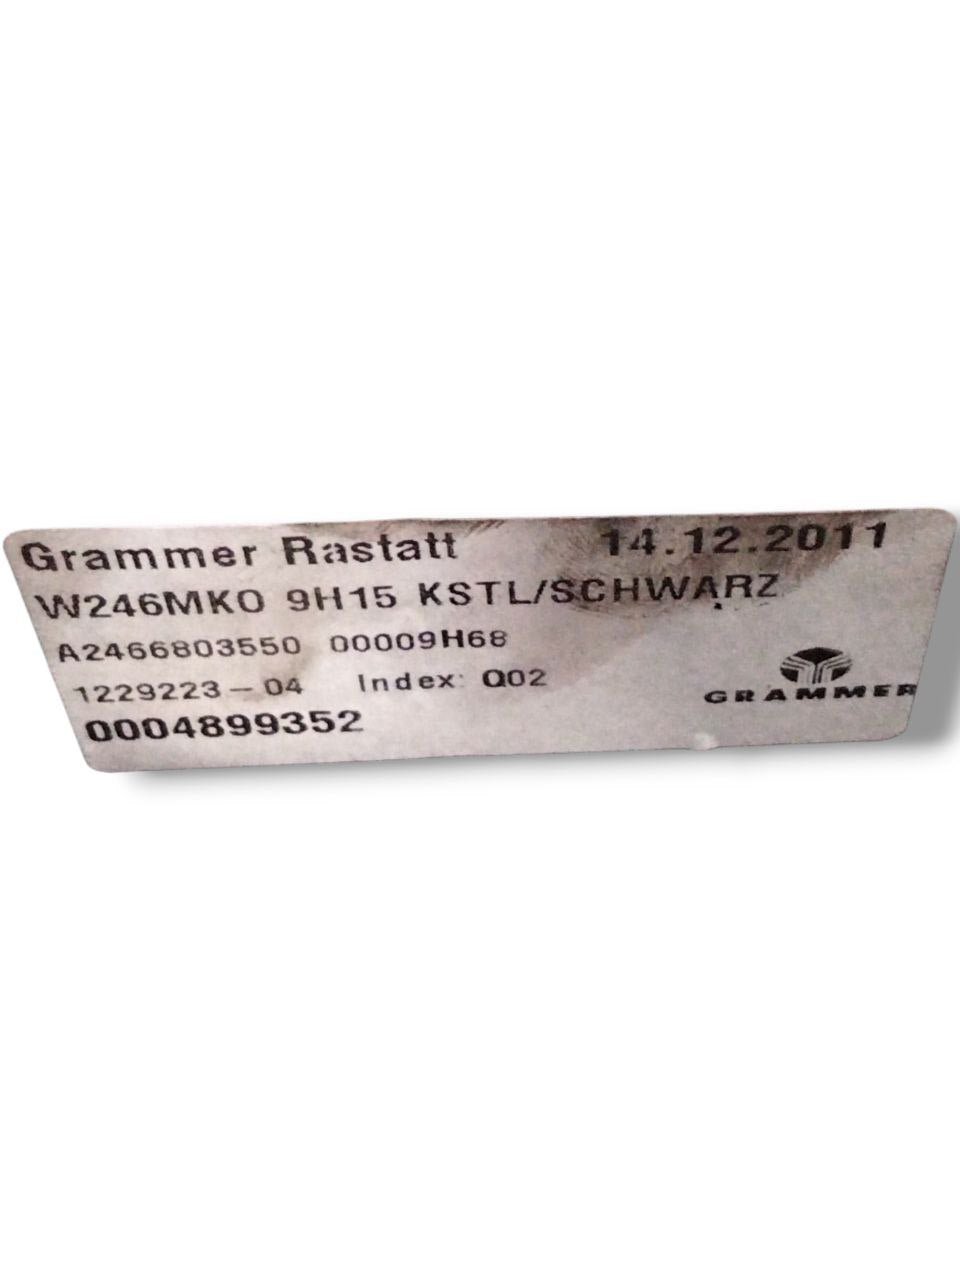 Grammer Rastatt 14.12.2011
W246MKO 9H15 KSTL/SCHWARZ
A2466803550 00009H68
1229223-04 Index: Q02
GRAMMER
0004899352